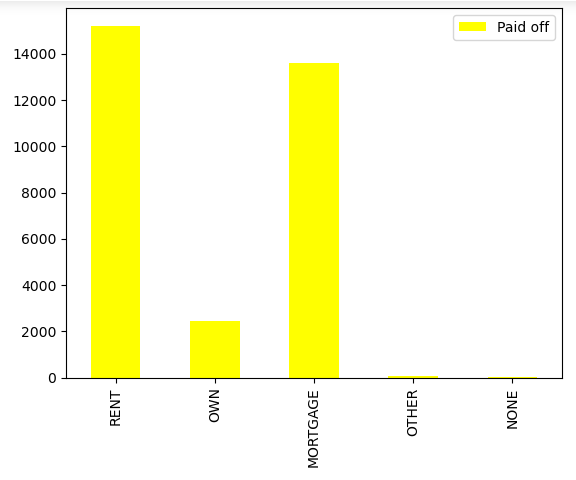 Paid off
14000
12000
10000
8000
6000
4000
2000
0
RENT
OWN
MORTGAGE
OTHER
NONE